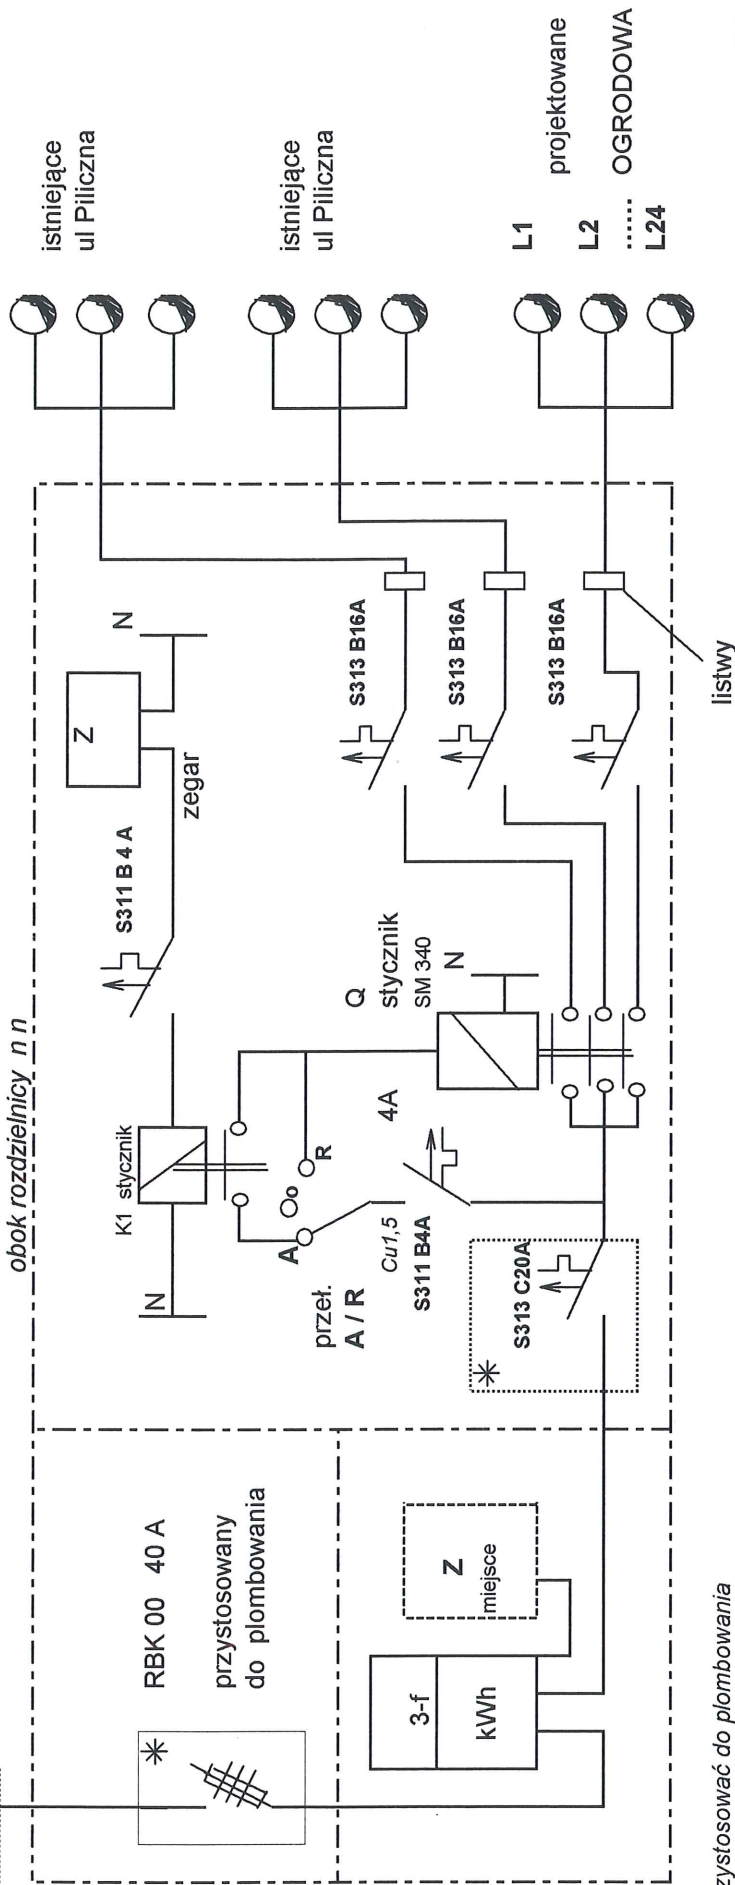 obok rozdzielnicy n n
RBK 00 40 A
przystosowany
do plombowania
3-f
kWh
Z
miejsce
N
K1 stycznik
S311 B 4 A
Z
zegar
N
A
o
R
przeł.
A / R
Cu1,5
S311 B4A
4A
Q
stycznik
SM 340
N
S313 C20A
S313 B16A
S313 B16A
S313 B16A
listwy
istniejące
ul Piliczna
istniejące
ul Piliczna
L1
projektowane
L2
...... OGRODOWA
L24
do plombowania